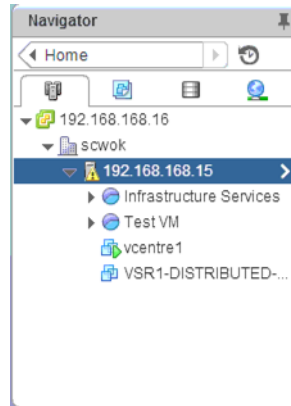 Navigator
Home
192.168.168.16
scwok
192.168.168.15
Infrastructure Services
Test VM
vcentre1
VSR1-DISTRIBUTED-...